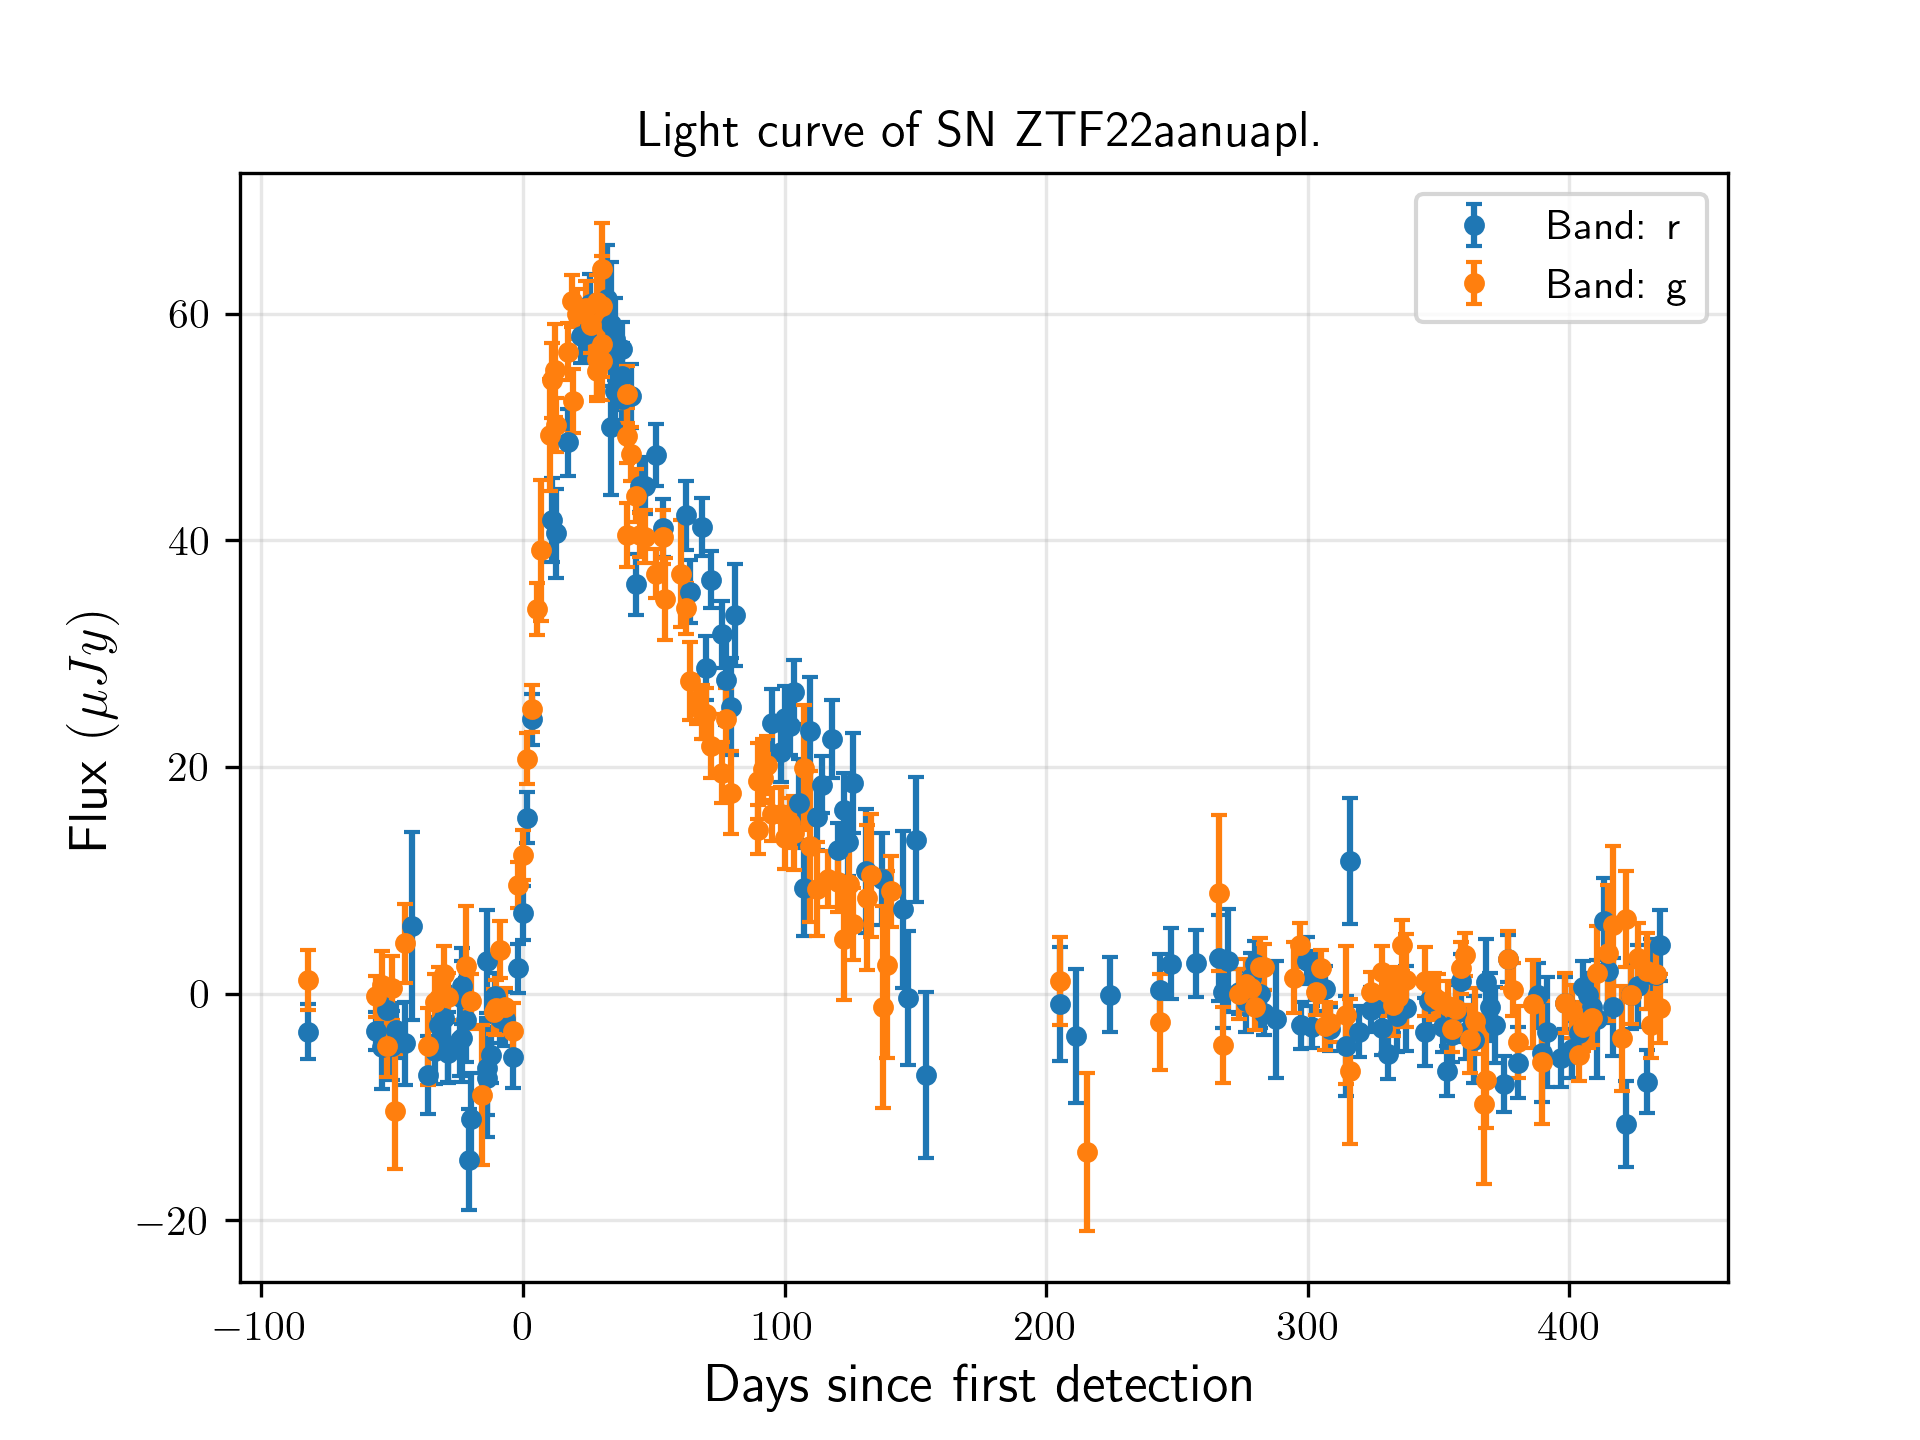 Light curve of SN ZTF22aanuapl.
Band: r
Band: g
Flux (μJy)
60
40
20
0
−20
−100 0 100 200 300 400
Days since first detection